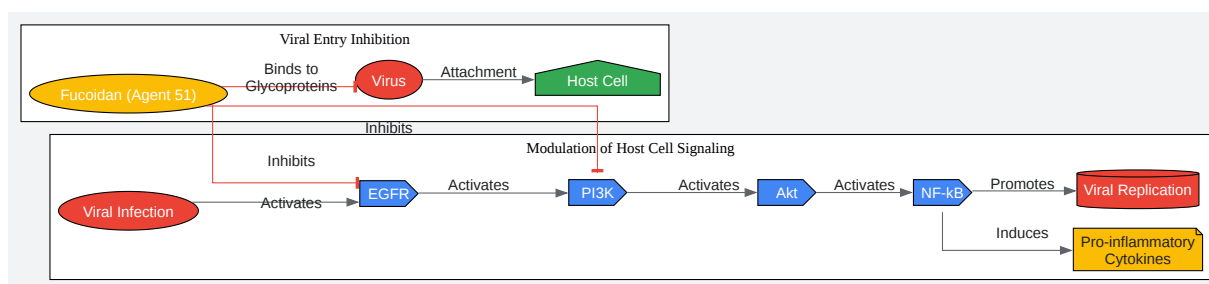 Viral Entry Inhibition
Binds to
Glycoproteins
Fucoidan (Agent 51)
Virus
Attachment
Host Cell
Inhibits
Modulation of Host Cell Signaling
Inhibits
Viral Infection
Activates
EGFR
Activates
PI3K
Activates
Akt
Activates
NF-kB
Promotes
Viral Replication
Induces
Pro-inflammatory
Cytokines